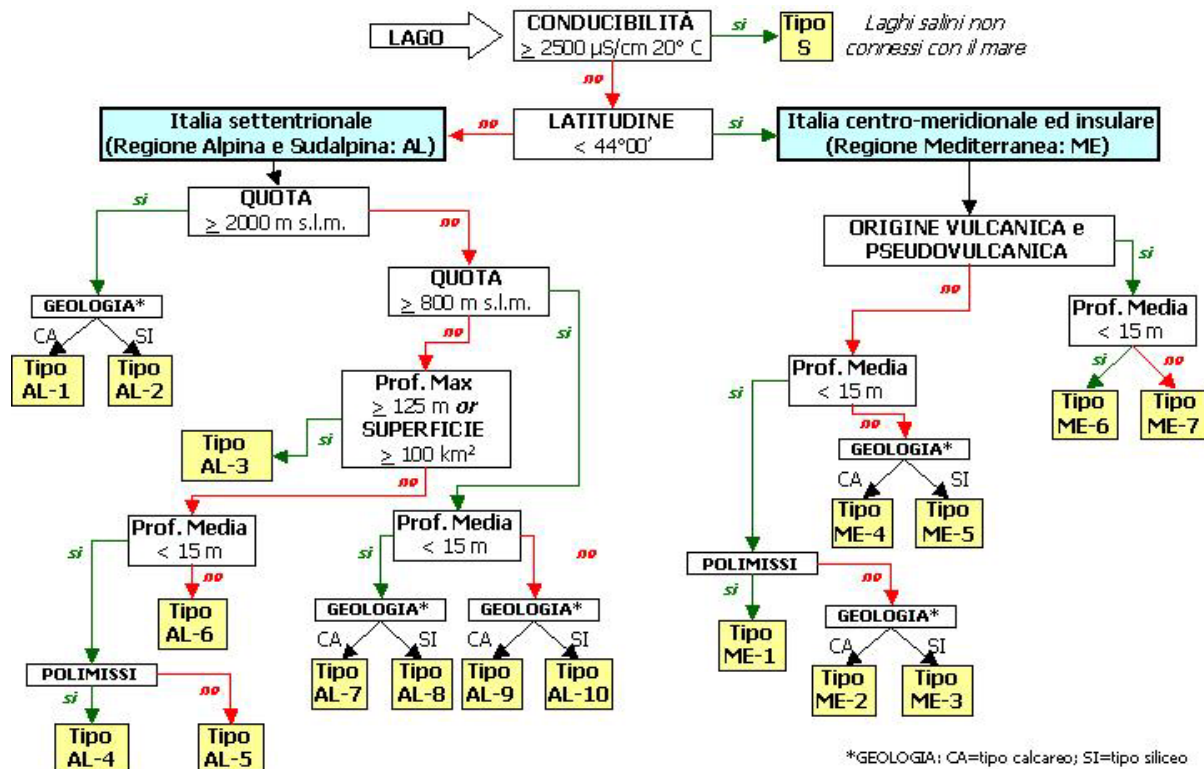 LAGO
CONDUCIBILITÀ
≥ 2500 µS/cm 20° C
si
Tipo
S
Laghi salini non
connessi con il mare
no
Italia settentrionale
(Regione Alpina e Sudalpina: AL)
no
LATITUDINE
< 44°00'
si
Italia centro-meridionale ed insulare
(Regione Mediterranea: ME)
si
QUOTA
≥ 2000 m s.l.m.
no
ORIGINE VULCANICA e
PSEUDOVULCANICA
si
no
QUOTA
≥ 800 m s.l.m.
no
si
GEOLOGIA*
CA
SI
Tipo
AL-1
Tipo
AL-2
Prof. Media
< 15 m
si
no
Tipo
ME-6
Tipo
ME-7
Prof. Max
≥ 125 m or
SUPERFICIE
≥ 100 km²
si
no
Tipo
AL-3
Prof. Media
< 15 m
si
no
GEOLOGIA*
CA
SI
Tipo
ME-4
Tipo
ME-5
Prof. Media
< 15 m
si
no
Tipo
AL-6
Prof. Media
< 15 m
si
no
GEOLOGIA*
CA
SI
Tipo
AL-7
Tipo
AL-8
GEOLOGIA*
CA
SI
Tipo
AL-9
Tipo
AL-10
POLIMISSI
si
no
Tipo
ME-1
GEOLOGIA*
CA
SI
Tipo
ME-2
Tipo
ME-3
POLIMISSI
si
no
Tipo
AL-4
Tipo
AL-5
*GEOLOGIA: CA=tipo calcareo; SI=tipo siliceo